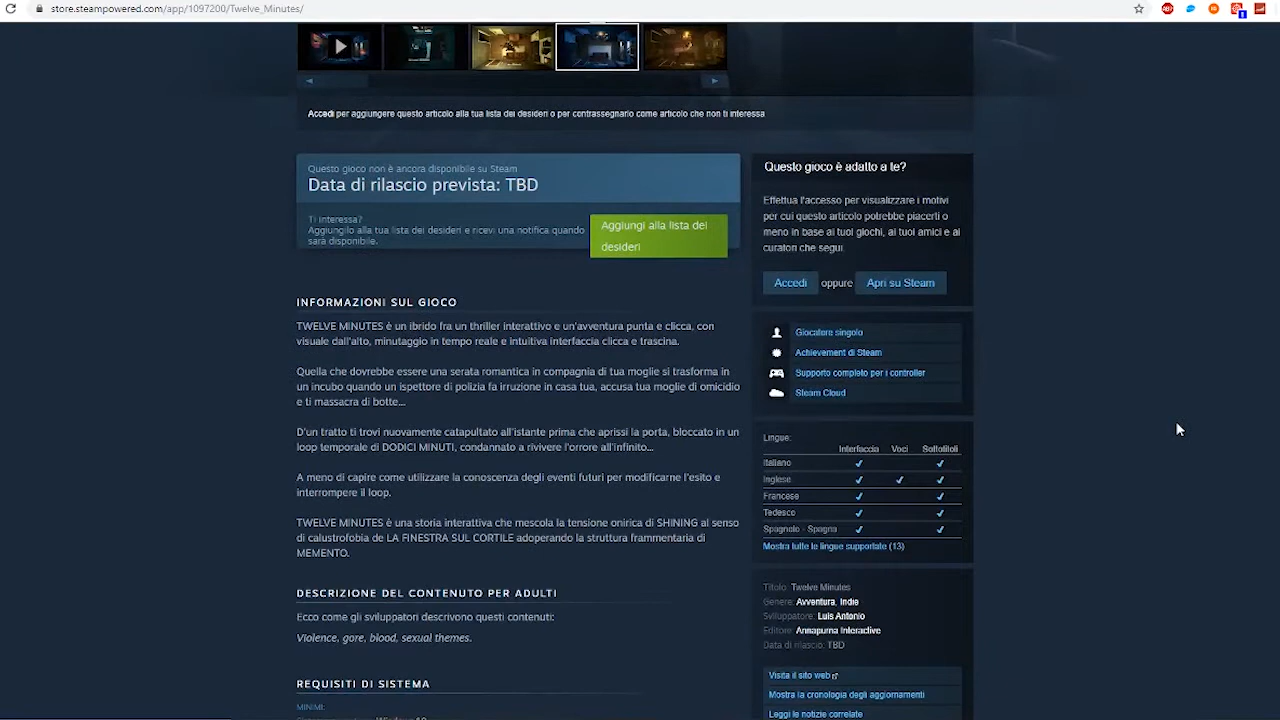 store.steampowered.com/app/1097200/Twelve_Minutes/
Accedi per aggiungere questo articolo alla tua lista dei desideri o per contrassegnarlo come articolo che non ti interessa
Questo gioco non è ancora disponibile su Steam
Data di rilascio prevista: TBD
Ti interessa?
Aggiungilo alla tua lista dei desideri e ricevi una notifica quando
sarà disponibile.
Aggiungi alla lista dei
desideri
INFORMAZIONI SUL GIOCO
TWELVE MINUTES è un ibrido fra un thriller interattivo e un'avventura punta e clicca, con
visuale dall'alto, minutaggio in tempo reale e intuitiva interfaccia clicca e trascina.
Quella che dovrebbe essere una serata romantica in compagnia di tua moglie si trasforma in
un incubo quando un ispettore di polizia fa irruzione in casa tua, accusa tua moglie di omicidio
e ti massacra di botte...
D'un tratto ti trovi nuovamente catapultato all'istante prima che aprissi la porta, bloccato in un
loop temporale di DODICI MINUTI, condannato a rivivere l'orrore all'infinito...
A meno di capire come utilizzare la conoscenza degli eventi futuri per modificarne l'esito e
interrompere il loop.
TWELVE MINUTES è una storia interattiva che mescola la tensione onirica di SHINING al senso
di calustrofobia de LA FINESTRA SUL CORTILE adoperando la struttura frammentaria di
MEMENTO.
DESCRIZIONE DEL CONTENUTO PER ADULTI
Ecco come gli sviluppatori descrivono questi contenuti:
Violence, gore, blood, sexual themes.
REQUISITI DI SISTEMA
MINIMI:
Questo gioco è adatto a te?
Effettua l'accesso per visualizzare i motivi
per cui questo articolo potrebbe piacerti o
meno in base ai tuoi giochi, ai tuoi amici e ai
curatori che segui.
Accedi oppure Apri su Steam
Giocatore singolo
Achievement di Steam
Supporto completo per i controller
Steam Cloud
Lingue:
Interfaccia Voci Sottotitoli
Italiano
Inglese
Francese
Tedesco
Spagnolo - Spagna
Mostra tutte le lingue supportate (13)
Titolo: Twelve Minutes
Genere: Avventura, Indie
Sviluppatore: Luis Antonio
Editore: Annapurna Interactive
Data di rilascio: TBD
Visita il sito web
Mostra la cronologia degli aggiornamenti
Leggi le notizie correlate